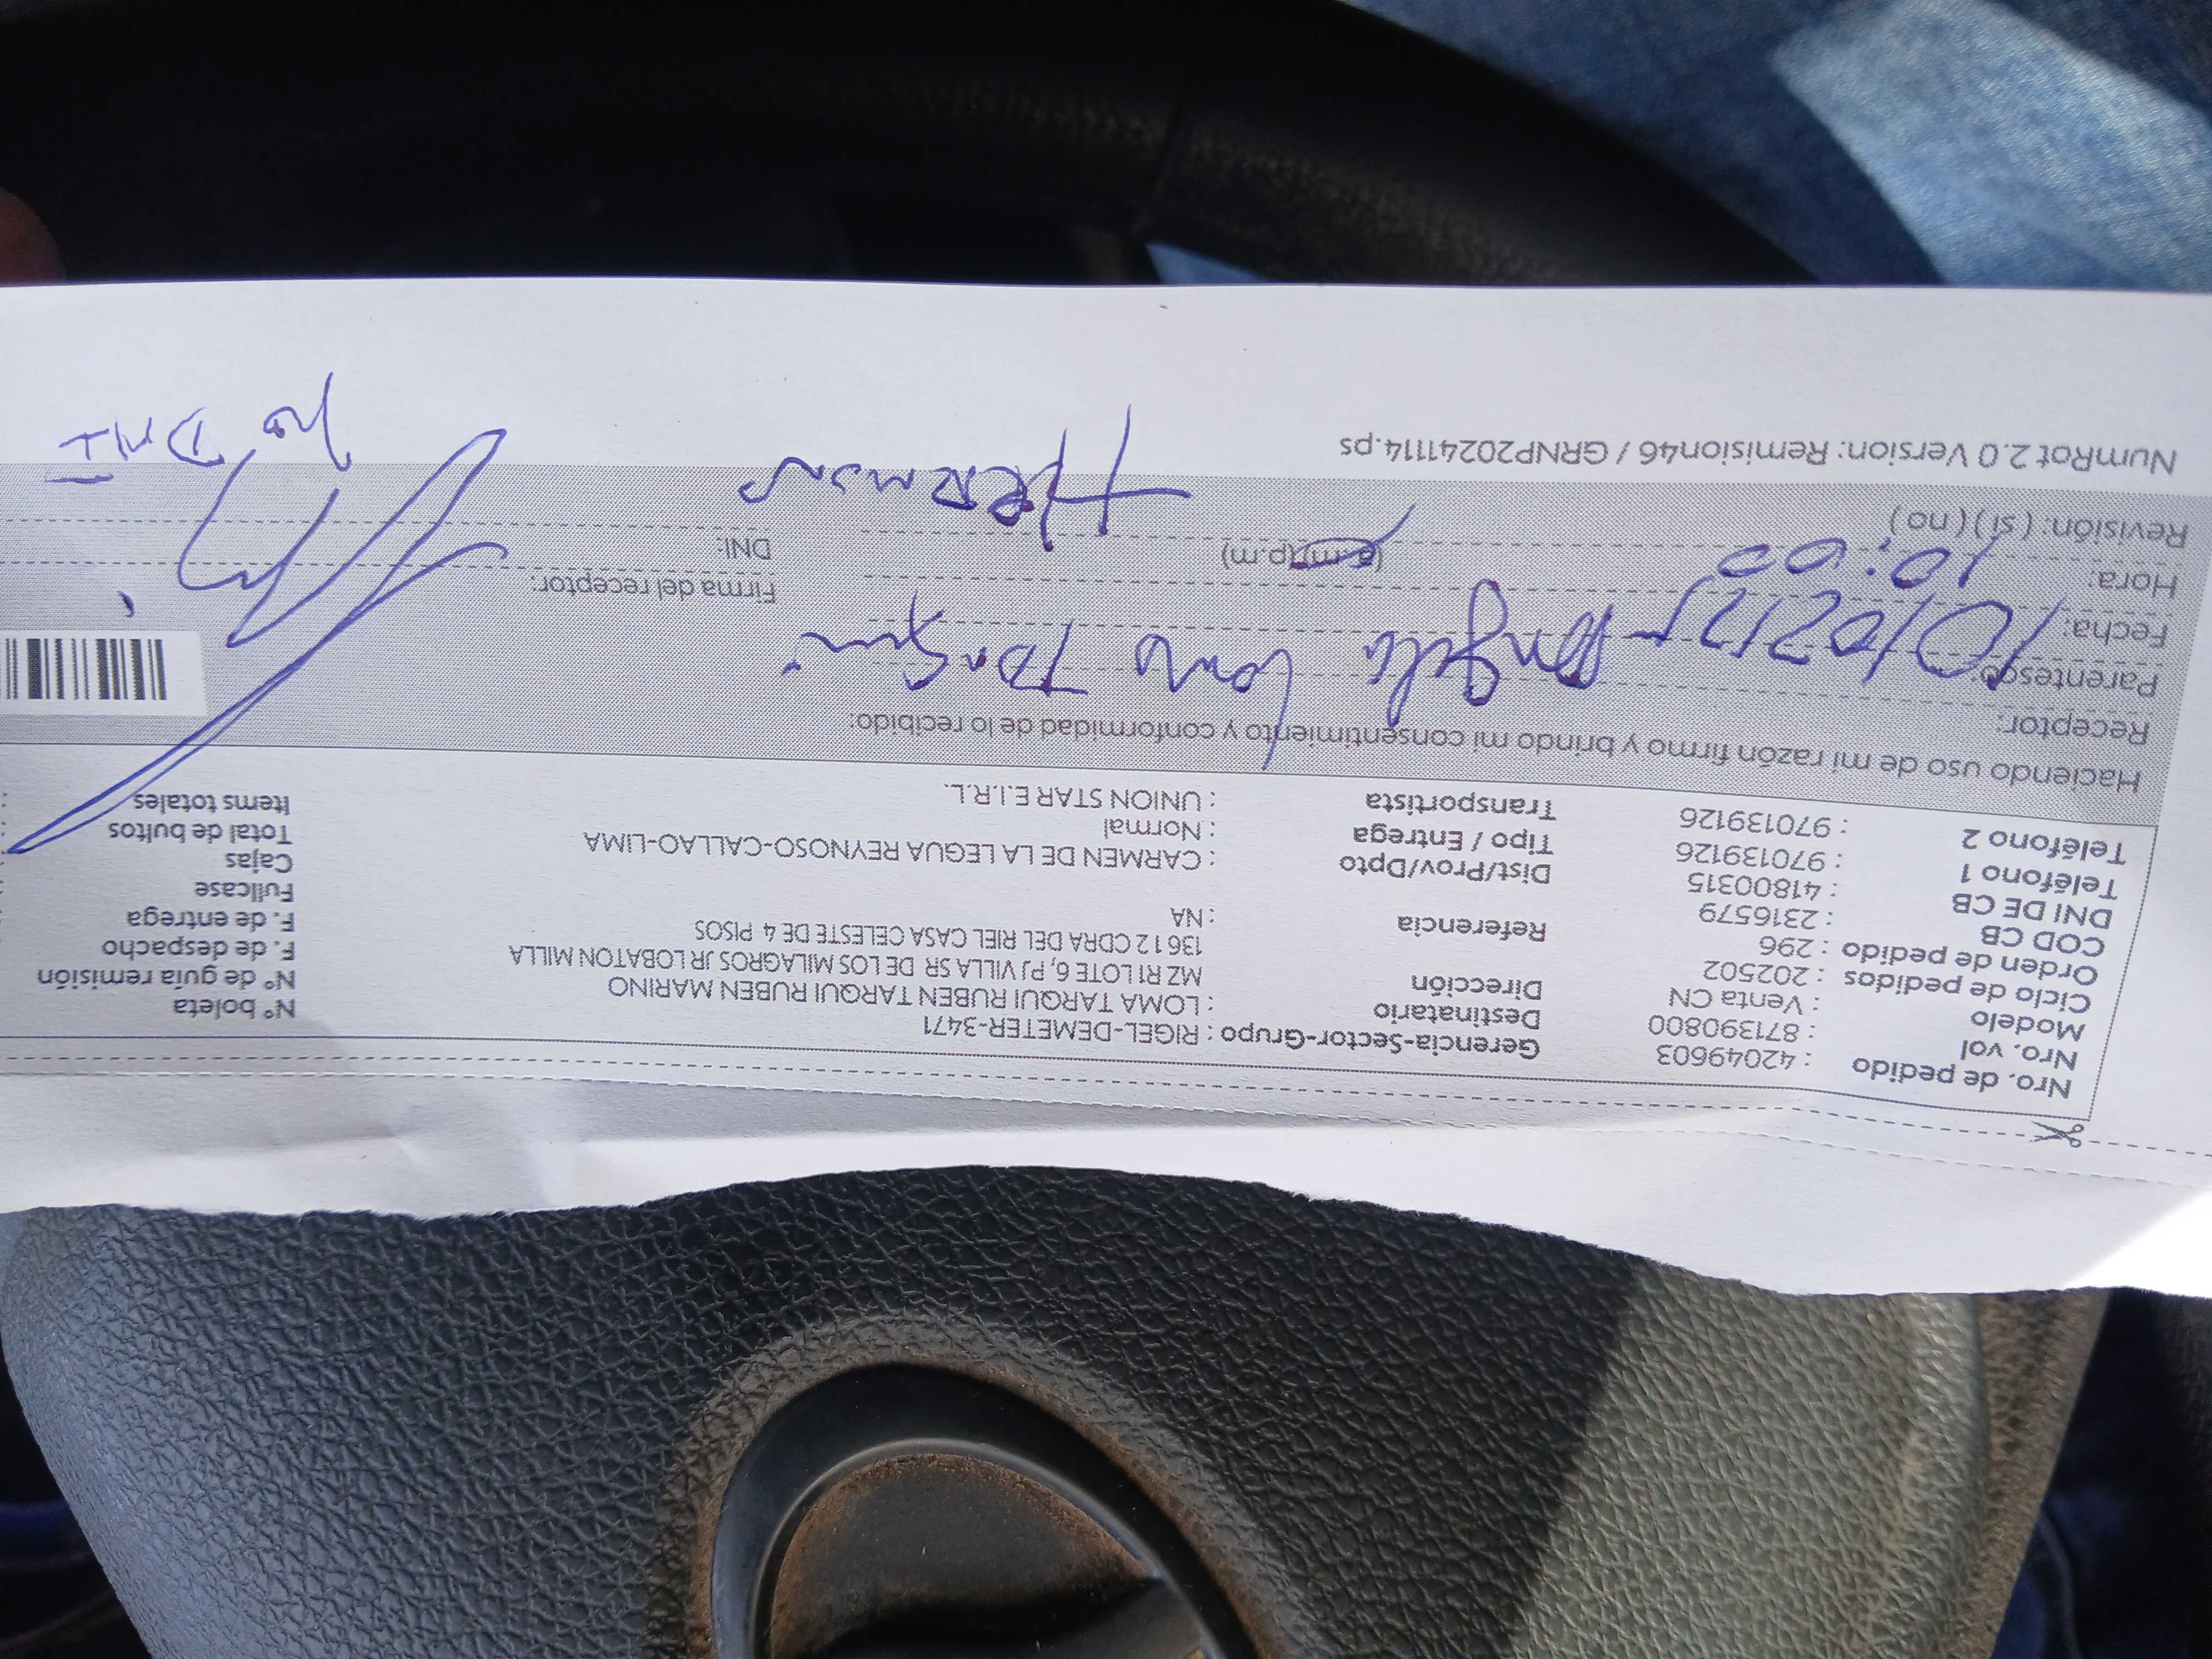 Nro. de pedido : 42049603 Gerencia-Sector-Grupo : RIGEL-DEMETER-3471 N° boleta
Nro. vol : 871390800 Destinatario : LOMA TARQUI RUBEN TARQUI RUBEN MARINO N° de guía remisión
Modelo : Venta CN Dirección MZ R1 LOTE 6, PJ VILLA SR DE LOS MILAGROS JR LOBATON MILLA F. de despacho
Ciclo de pedidos : 202502 1361 2 CDRA DEL RIEL CASA CELESTE DE 4 PISOS F. de entrega
Orden de pedido : 296 Referencia : NA Fullcase
COD CB : 2316579 Dist/Prov/Dpto : CARMEN DE LA LEGUA REYNOSO-CALLAO-LIMA Cajas
DNI DE CB : 41800315 Tipo / Entrega : Normal Total de bultos
Teléfono 1 : 970139126 Transportista : UNION STAR E.I.R.L. Items totales
Teléfono 2 : 970139126
Haciendo uso de mi razón firmo y brindo mi consentimiento y conformidad de lo recibido:
Receptor: Angela Loma
Parentesco:
Fecha: 10/02/25 Firma del receptor:
Hora: 10:00 (a.m)(p.m) DNI:
Revisión: (si) (no)
NumRot 2.0 Version: Remision46 / GRNP20241114.ps
no DNI